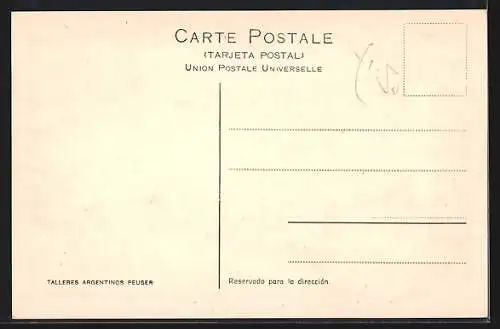 CARTE POSTALE
(TARJETA POSTAL)
UNION POSTALE UNIVERSELLE
TALLERES ARGENTINOS PEUSER
Reservado para la dirección.